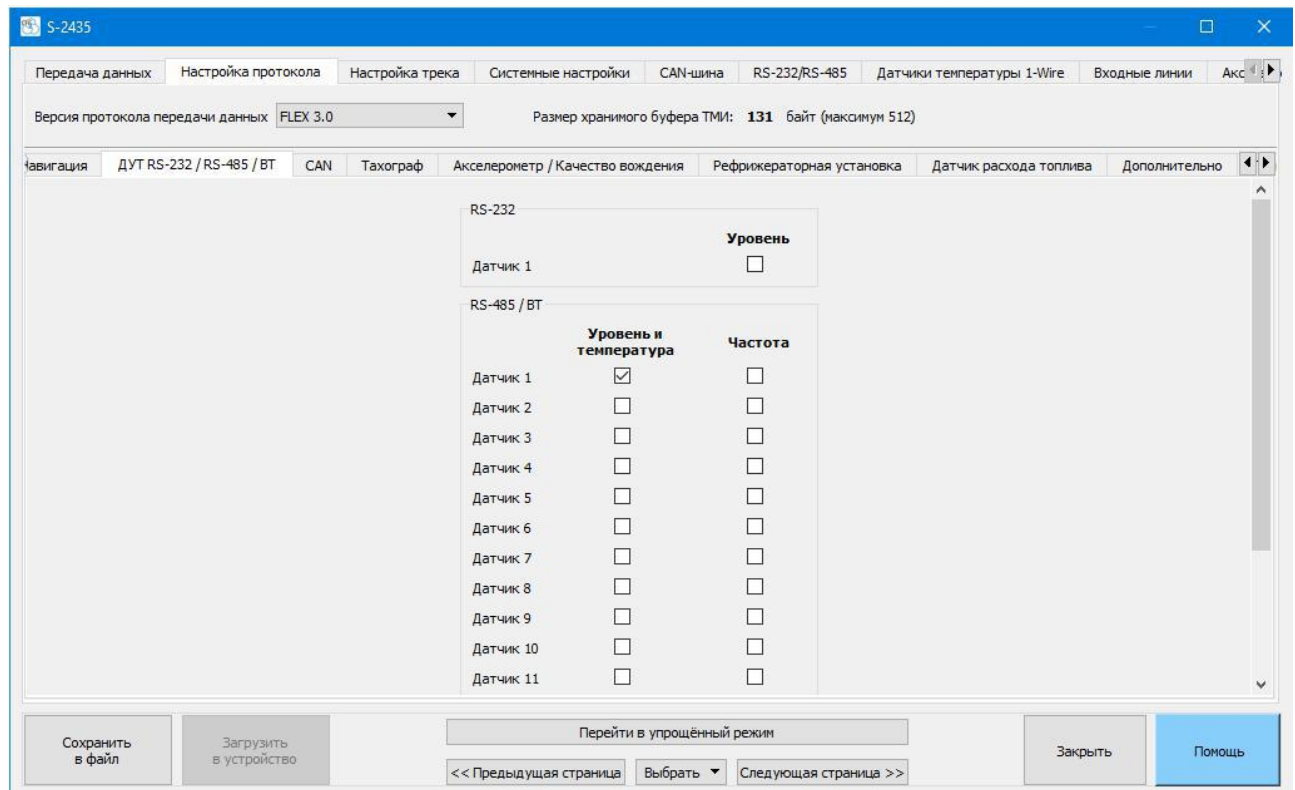 S-2435
Передача данных Настройка протокола Настройка трека Системные настройки CAN-шина RS-232/RS-485 Датчики температуры 1-Wire Входные линии
Версия протокола передачи данных FLEX 3.0 Размер хранимого буфера ТМИ: 131 байт (максимум 512)
ДУТ RS-232 / RS-485 / BT CAN Тахограф Акселерометр / Качество вождения Рефрижераторная установка Датчик расхода топлива Дополнительно
RS-232
Уровень
Датчик 1
RS-485 / BT
Уровень и
температура Частота
Датчик 1
Датчик 2
Датчик 3
Датчик 4
Датчик 5
Датчик 6
Датчик 7
Датчик 8
Датчик 9
Датчик 10
Датчик 11
Сохранить
в файл
Загрузить
в устройство
Перейти в упрощённый режим
<< Предыдущая страница Выбрать Следующая страница >>
Закрыть
Помощь